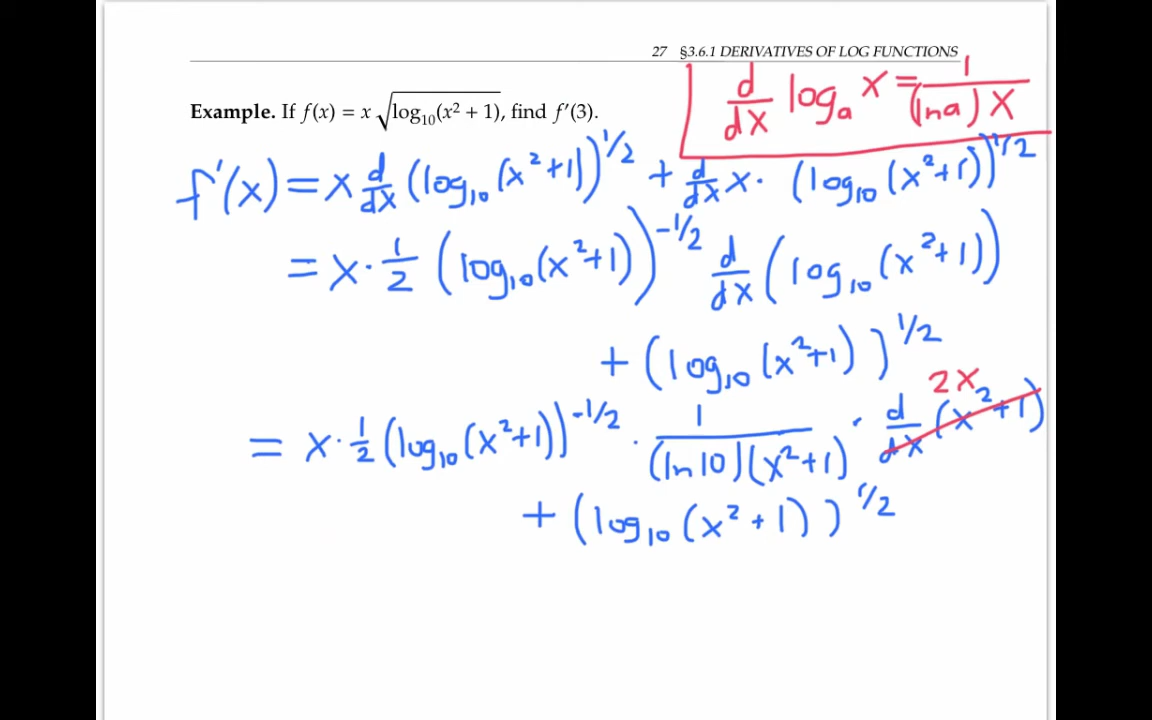 27 §3.6.1 DERIVATIVES OF LOG FUNCTIONS
d/dx logₐ x = 1/((ln a) x)
Example. If f(x) = x √(log₁₀(x² + 1)), find f′(3).
f′(x) = x d/dx (log₁₀ (x²+1))^1/2 + d/dx x · (log₁₀ (x²+1))^1/2
= x · 1/2 (log₁₀(x²+1))^-1/2 d/dx (log₁₀ (x²+1))
+ (log₁₀ (x²+1))^1/2
2x
= x · 1/2 (log₁₀(x²+1))^-1/2 · 1/((ln 10)(x²+1)) · d/dx (x²+1)
+ (log₁₀ (x²+1))^1/2